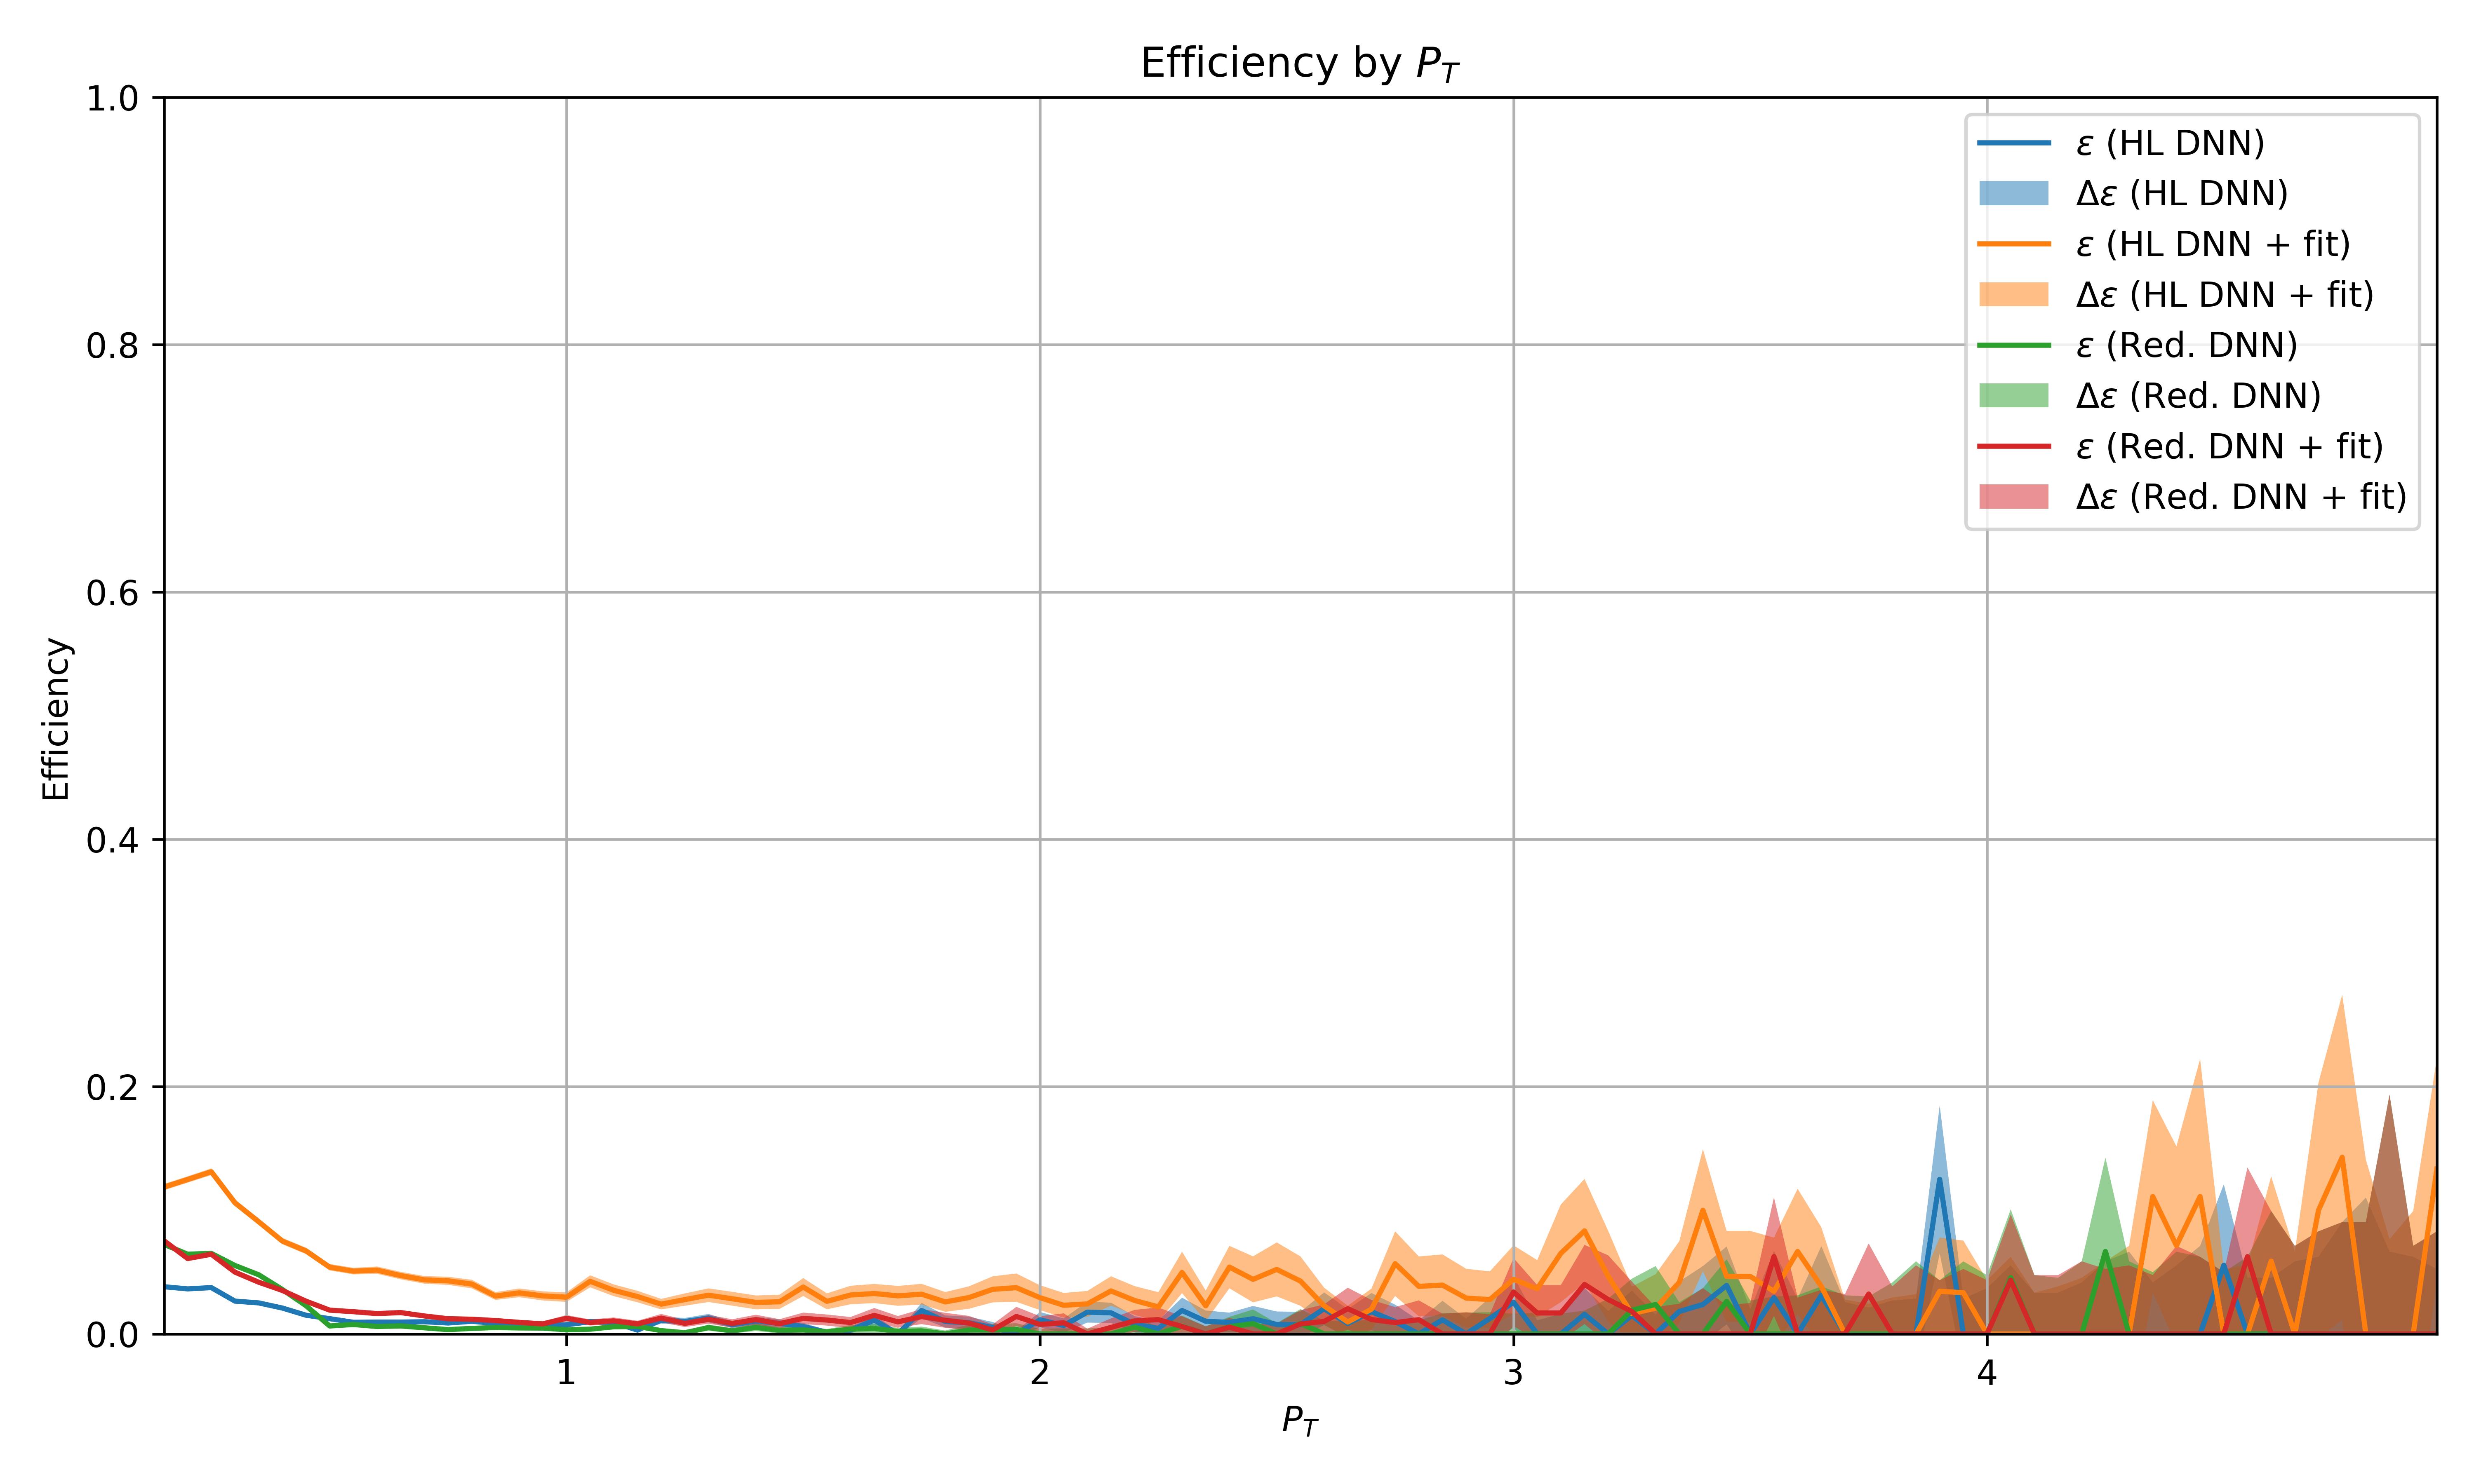 Efficiency by P_T
1.0
0.8
0.6
0.4
0.2
0.0
Efficiency
1 2 3 4
P_T
ε (HL DNN)
Δε (HL DNN)
ε (HL DNN + fit)
Δε (HL DNN + fit)
ε (Red. DNN)
Δε (Red. DNN)
ε (Red. DNN + fit)
Δε (Red. DNN + fit)